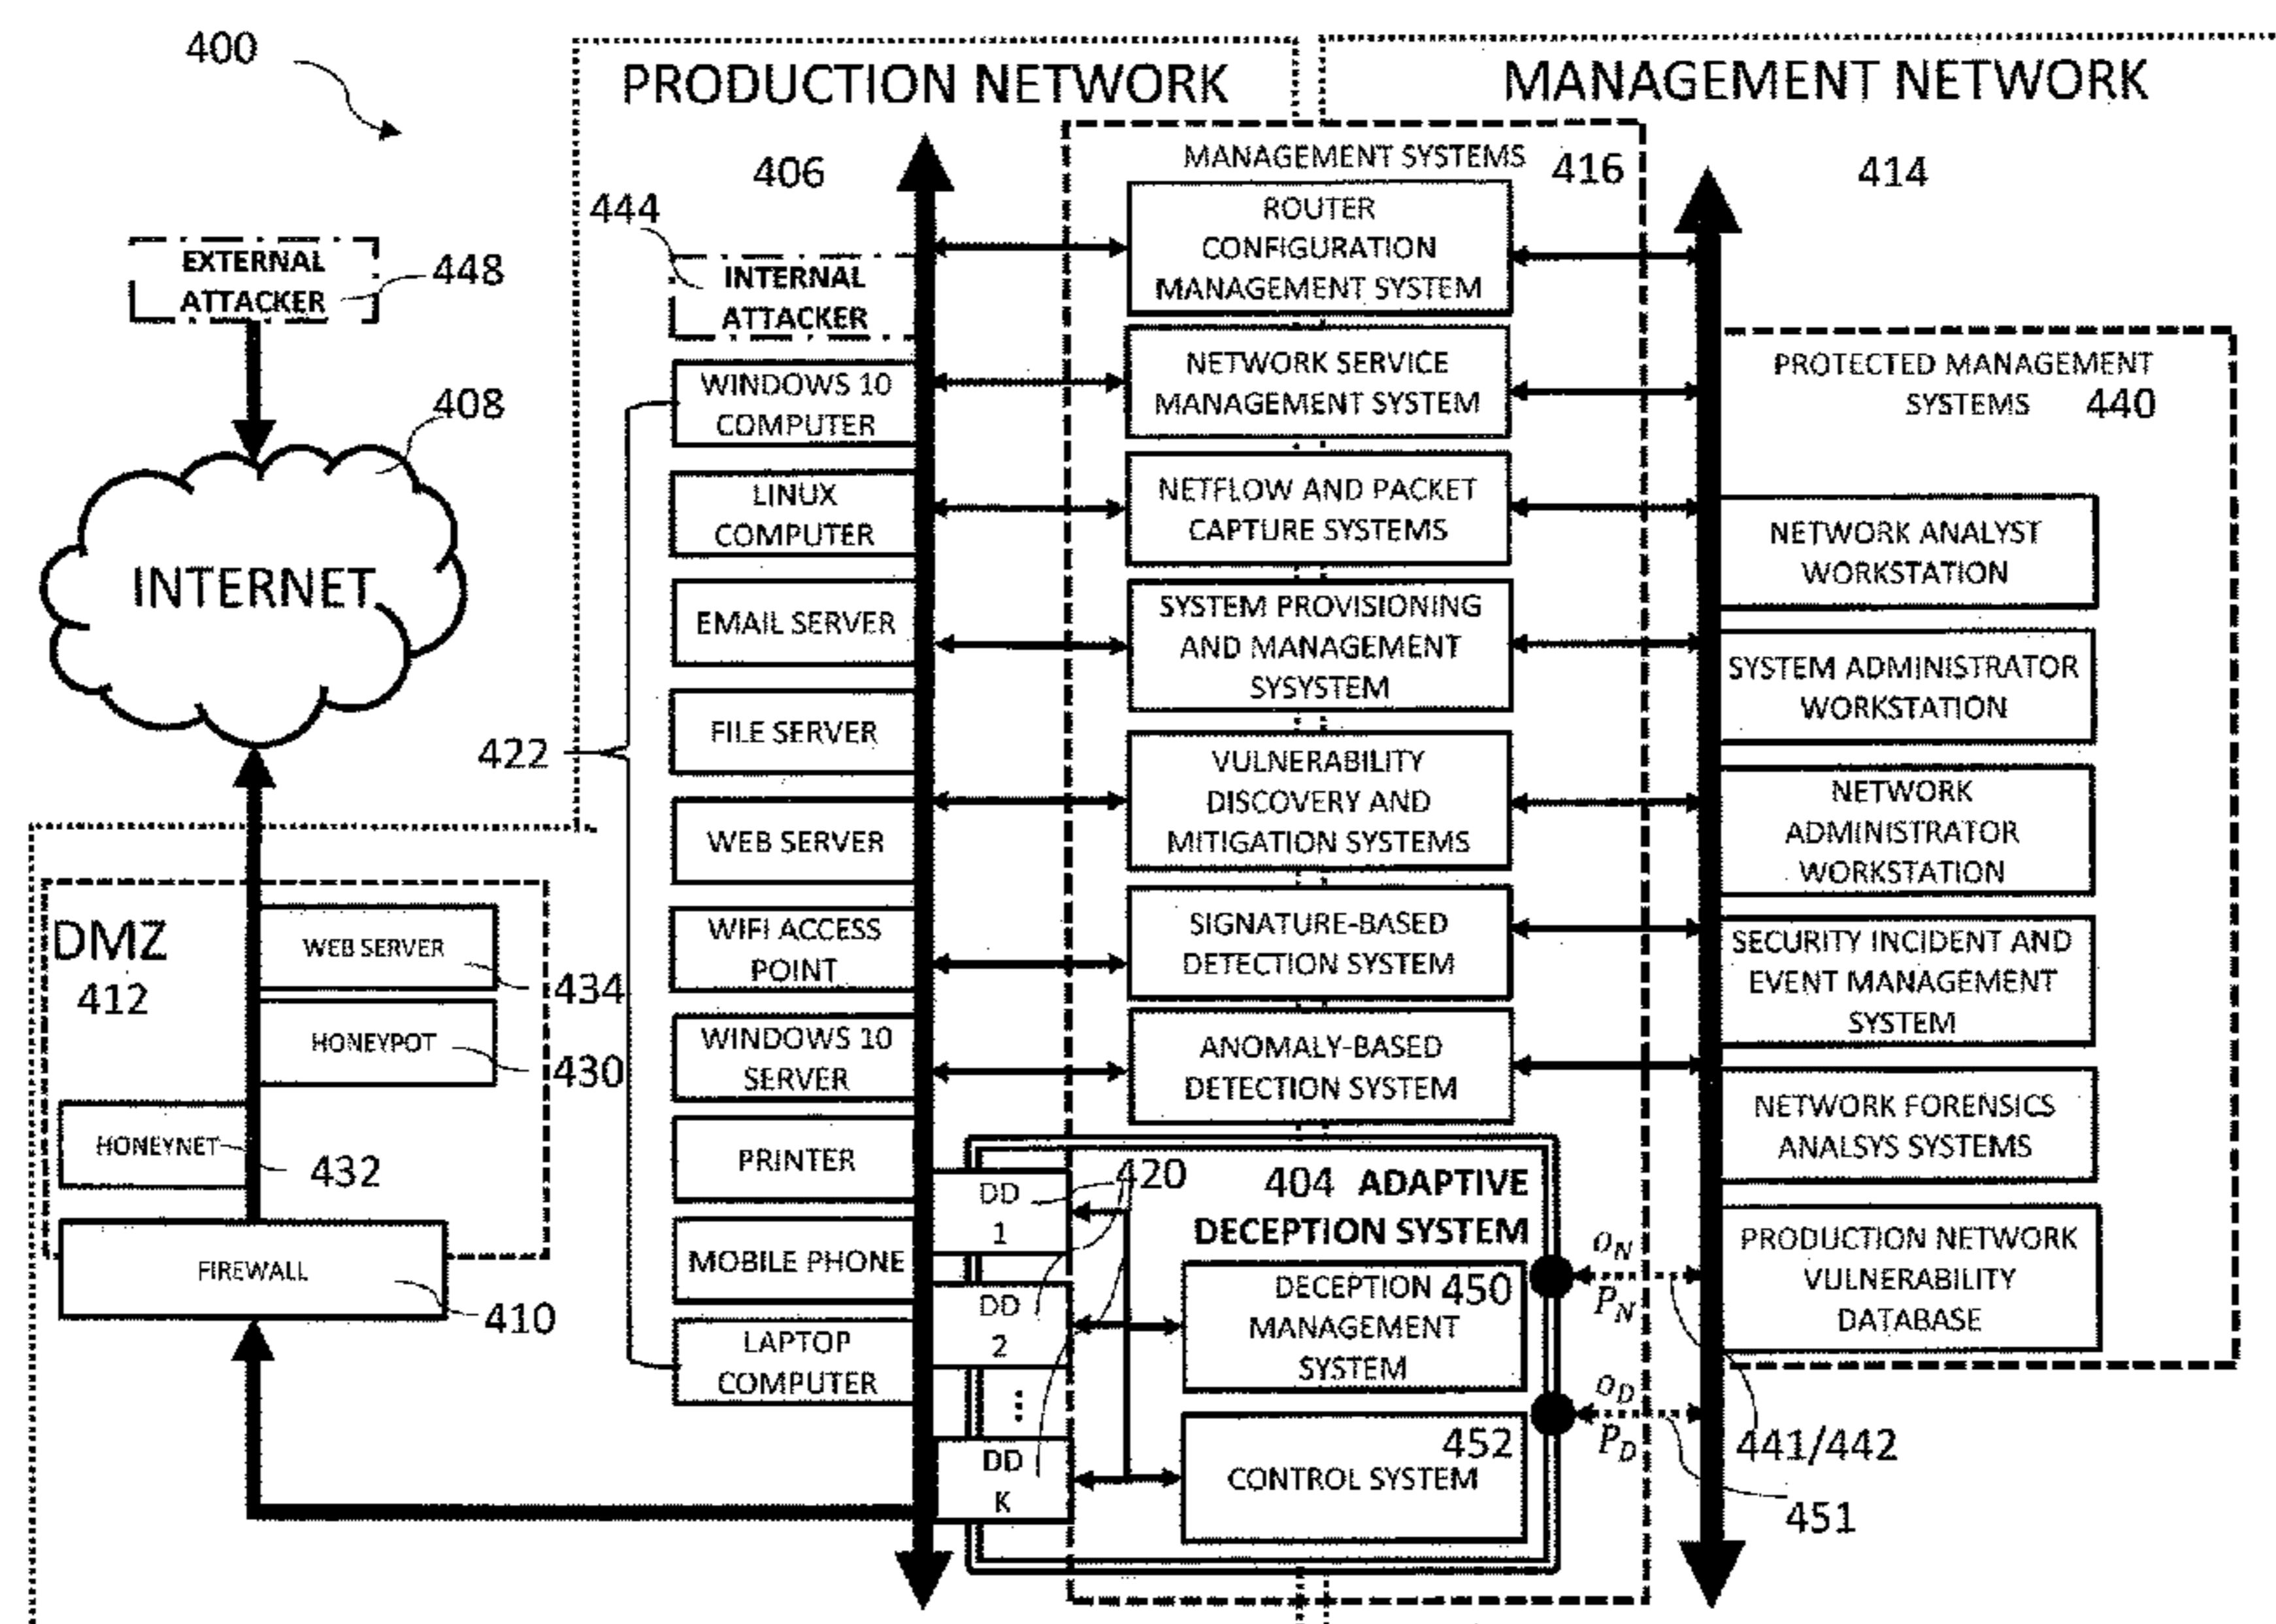 400
PRODUCTION NETWORK
MANAGEMENT NETWORK
406
MANAGEMENT SYSTEMS
416
414
444
EXTERNAL
ATTACKER
448
INTERNAL
ATTACKER
408
INTERNET
422
WINDOWS 10
COMPUTER
LINUX
COMPUTER
EMAIL SERVER
FILE SERVER
WEB SERVER
WIFI ACCESS
POINT
WINDOWS 10
SERVER
PRINTER
MOBILE PHONE
LAPTOP
COMPUTER
ROUTER
CONFIGURATION
MANAGEMENT SYSTEM
NETWORK SERVICE
MANAGEMENT SYSTEM
NETFLOW AND PACKET
CAPTURE SYSTEMS
SYSTEM PROVISIONING
AND MANAGEMENT
SYSYSTEM
VULNERABILITY
DISCOVERY AND
MITIGATION SYSTEMS
SIGNATURE-BASED
DETECTION SYSTEM
ANOMALY-BASED
DETECTION SYSTEM
PROTECTED MANAGEMENT
SYSTEMS 440
NETWORK ANALYST
WORKSTATION
SYSTEM ADMINISTRATOR
WORKSTATION
NETWORK
ADMINISTRATOR
WORKSTATION
SECURITY INCIDENT AND
EVENT MANAGEMENT
SYSTEM
NETWORK FORENSICS
ANALSYS SYSTEMS
PRODUCTION NETWORK
VULNERABILITY
DATABASE
DMZ
412
WEB SERVER
434
HONEYPOT
430
HONEYNET
432
FIREWALL
410
DD
1
DD
2
⋮
DD
K
420
404 ADAPTIVE
DECEPTION SYSTEM
DECEPTION 450
MANAGEMENT
SYSTEM
452
CONTROL SYSTEM
O_N
P_N
O_D
P_D
441/442
451